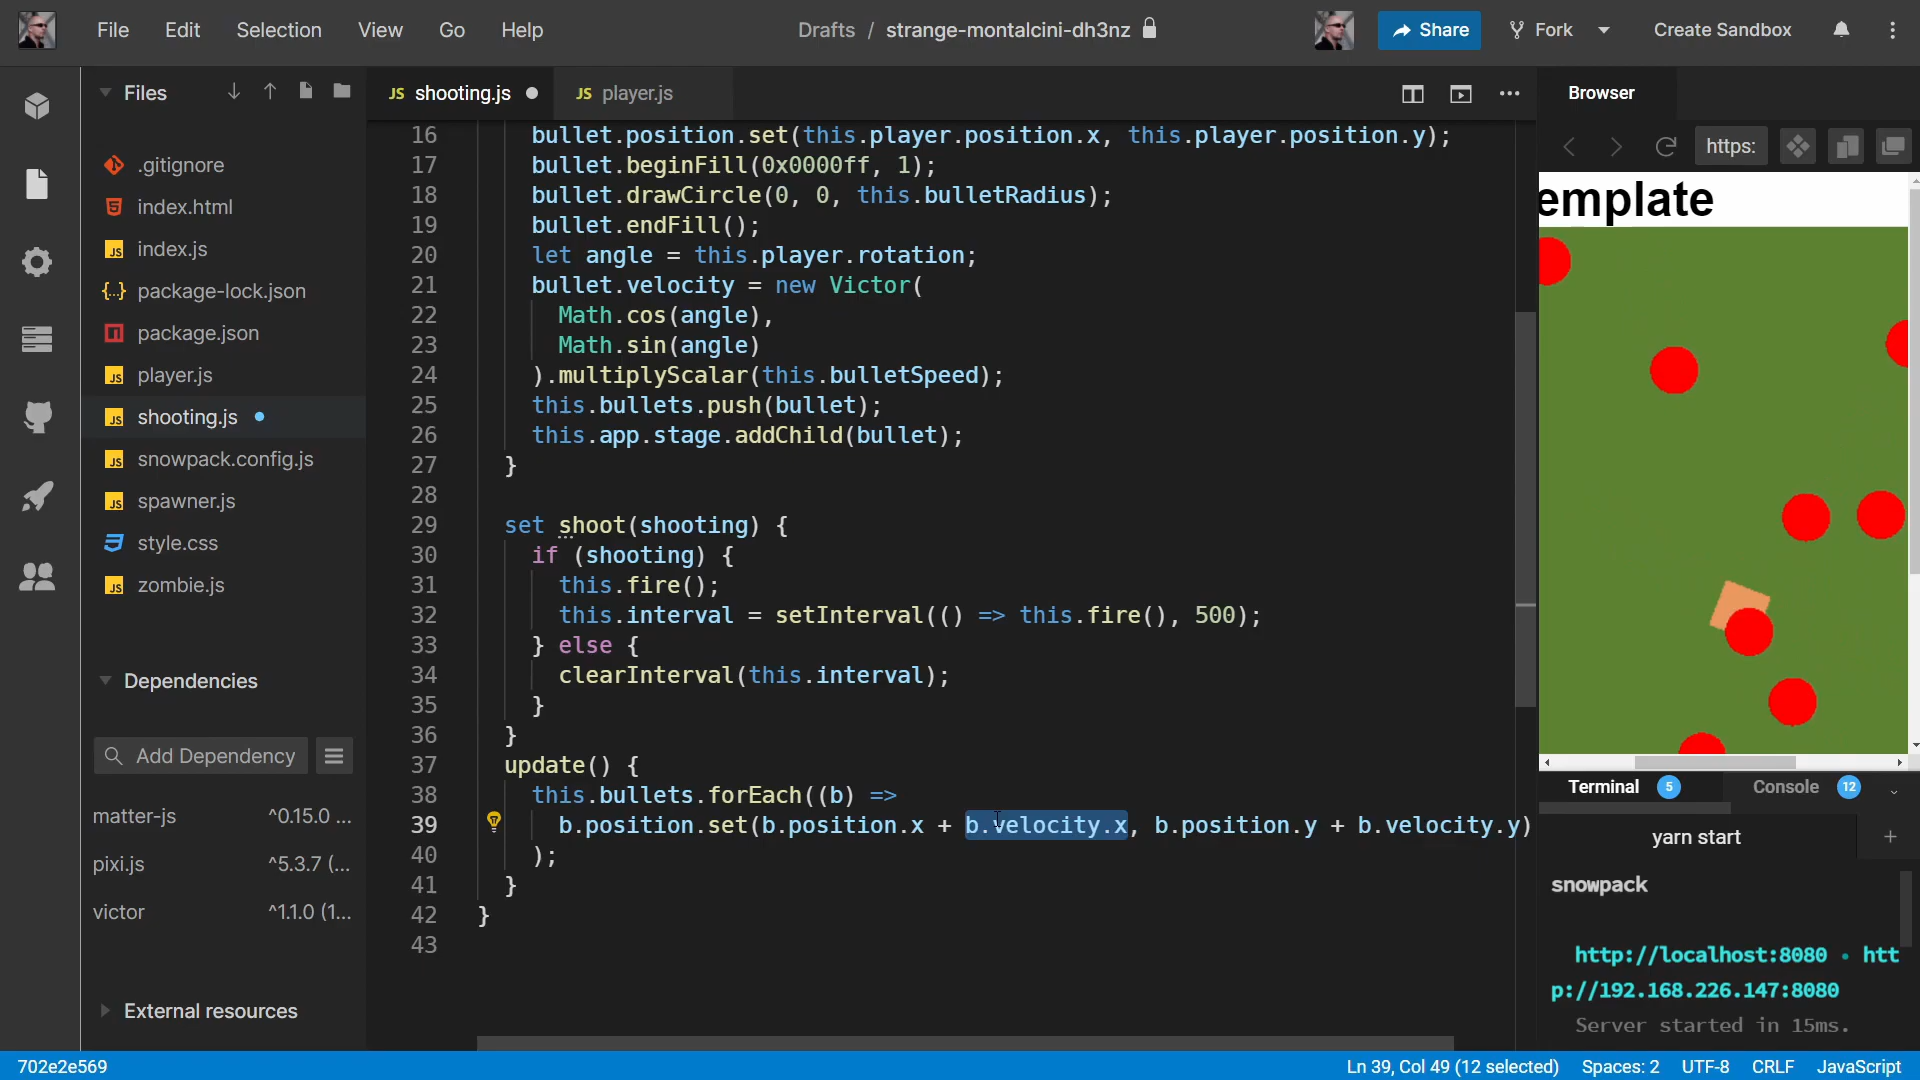 File Edit Selection View Go Help
Drafts / strange-montalcini-dh3nz
Share
Fork
Create Sandbox
Files
.gitignore
index.html
index.js
package-lock.json
package.json
player.js
shooting.js
snowpack.config.js
spawner.js
style.css
zombie.js
Dependencies
Add Dependency
matter-js ^0.15.0 ...
pixi.js ^5.3.7 (...
victor ^1.1.0 (1...
External resources
JS shooting.js
JS player.js
16 bullet.position.set(this.player.position.x, this.player.position.y);
17 bullet.beginFill(0x0000ff, 1);
18 bullet.drawCircle(0, 0, this.bulletRadius);
19 bullet.endFill();
20 let angle = this.player.rotation;
21 bullet.velocity = new Victor(
22 Math.cos(angle),
23 Math.sin(angle)
24 ).multiplyScalar(this.bulletSpeed);
25 this.bullets.push(bullet);
26 this.app.stage.addChild(bullet);
27 }
28
29 set shoot(shooting) {
30 if (shooting) {
31 this.fire();
32 this.interval = setInterval(() => this.fire(), 500);
33 } else {
34 clearInterval(this.interval);
35 }
36 }
37 update() {
38 this.bullets.forEach((b) =>
39 b.position.set(b.position.x + b.velocity.x, b.position.y + b.velocity.y)
40 );
41 }
42 }
43
Browser
https:
emplate
Terminal 5
Console 12
yarn start
snowpack
http://localhost:8080 • htt
p://192.168.226.147:8080
Server started in 15ms.
702e2e569
Ln 39, Col 49 (12 selected) Spaces: 2 UTF-8 CRLF JavaScript